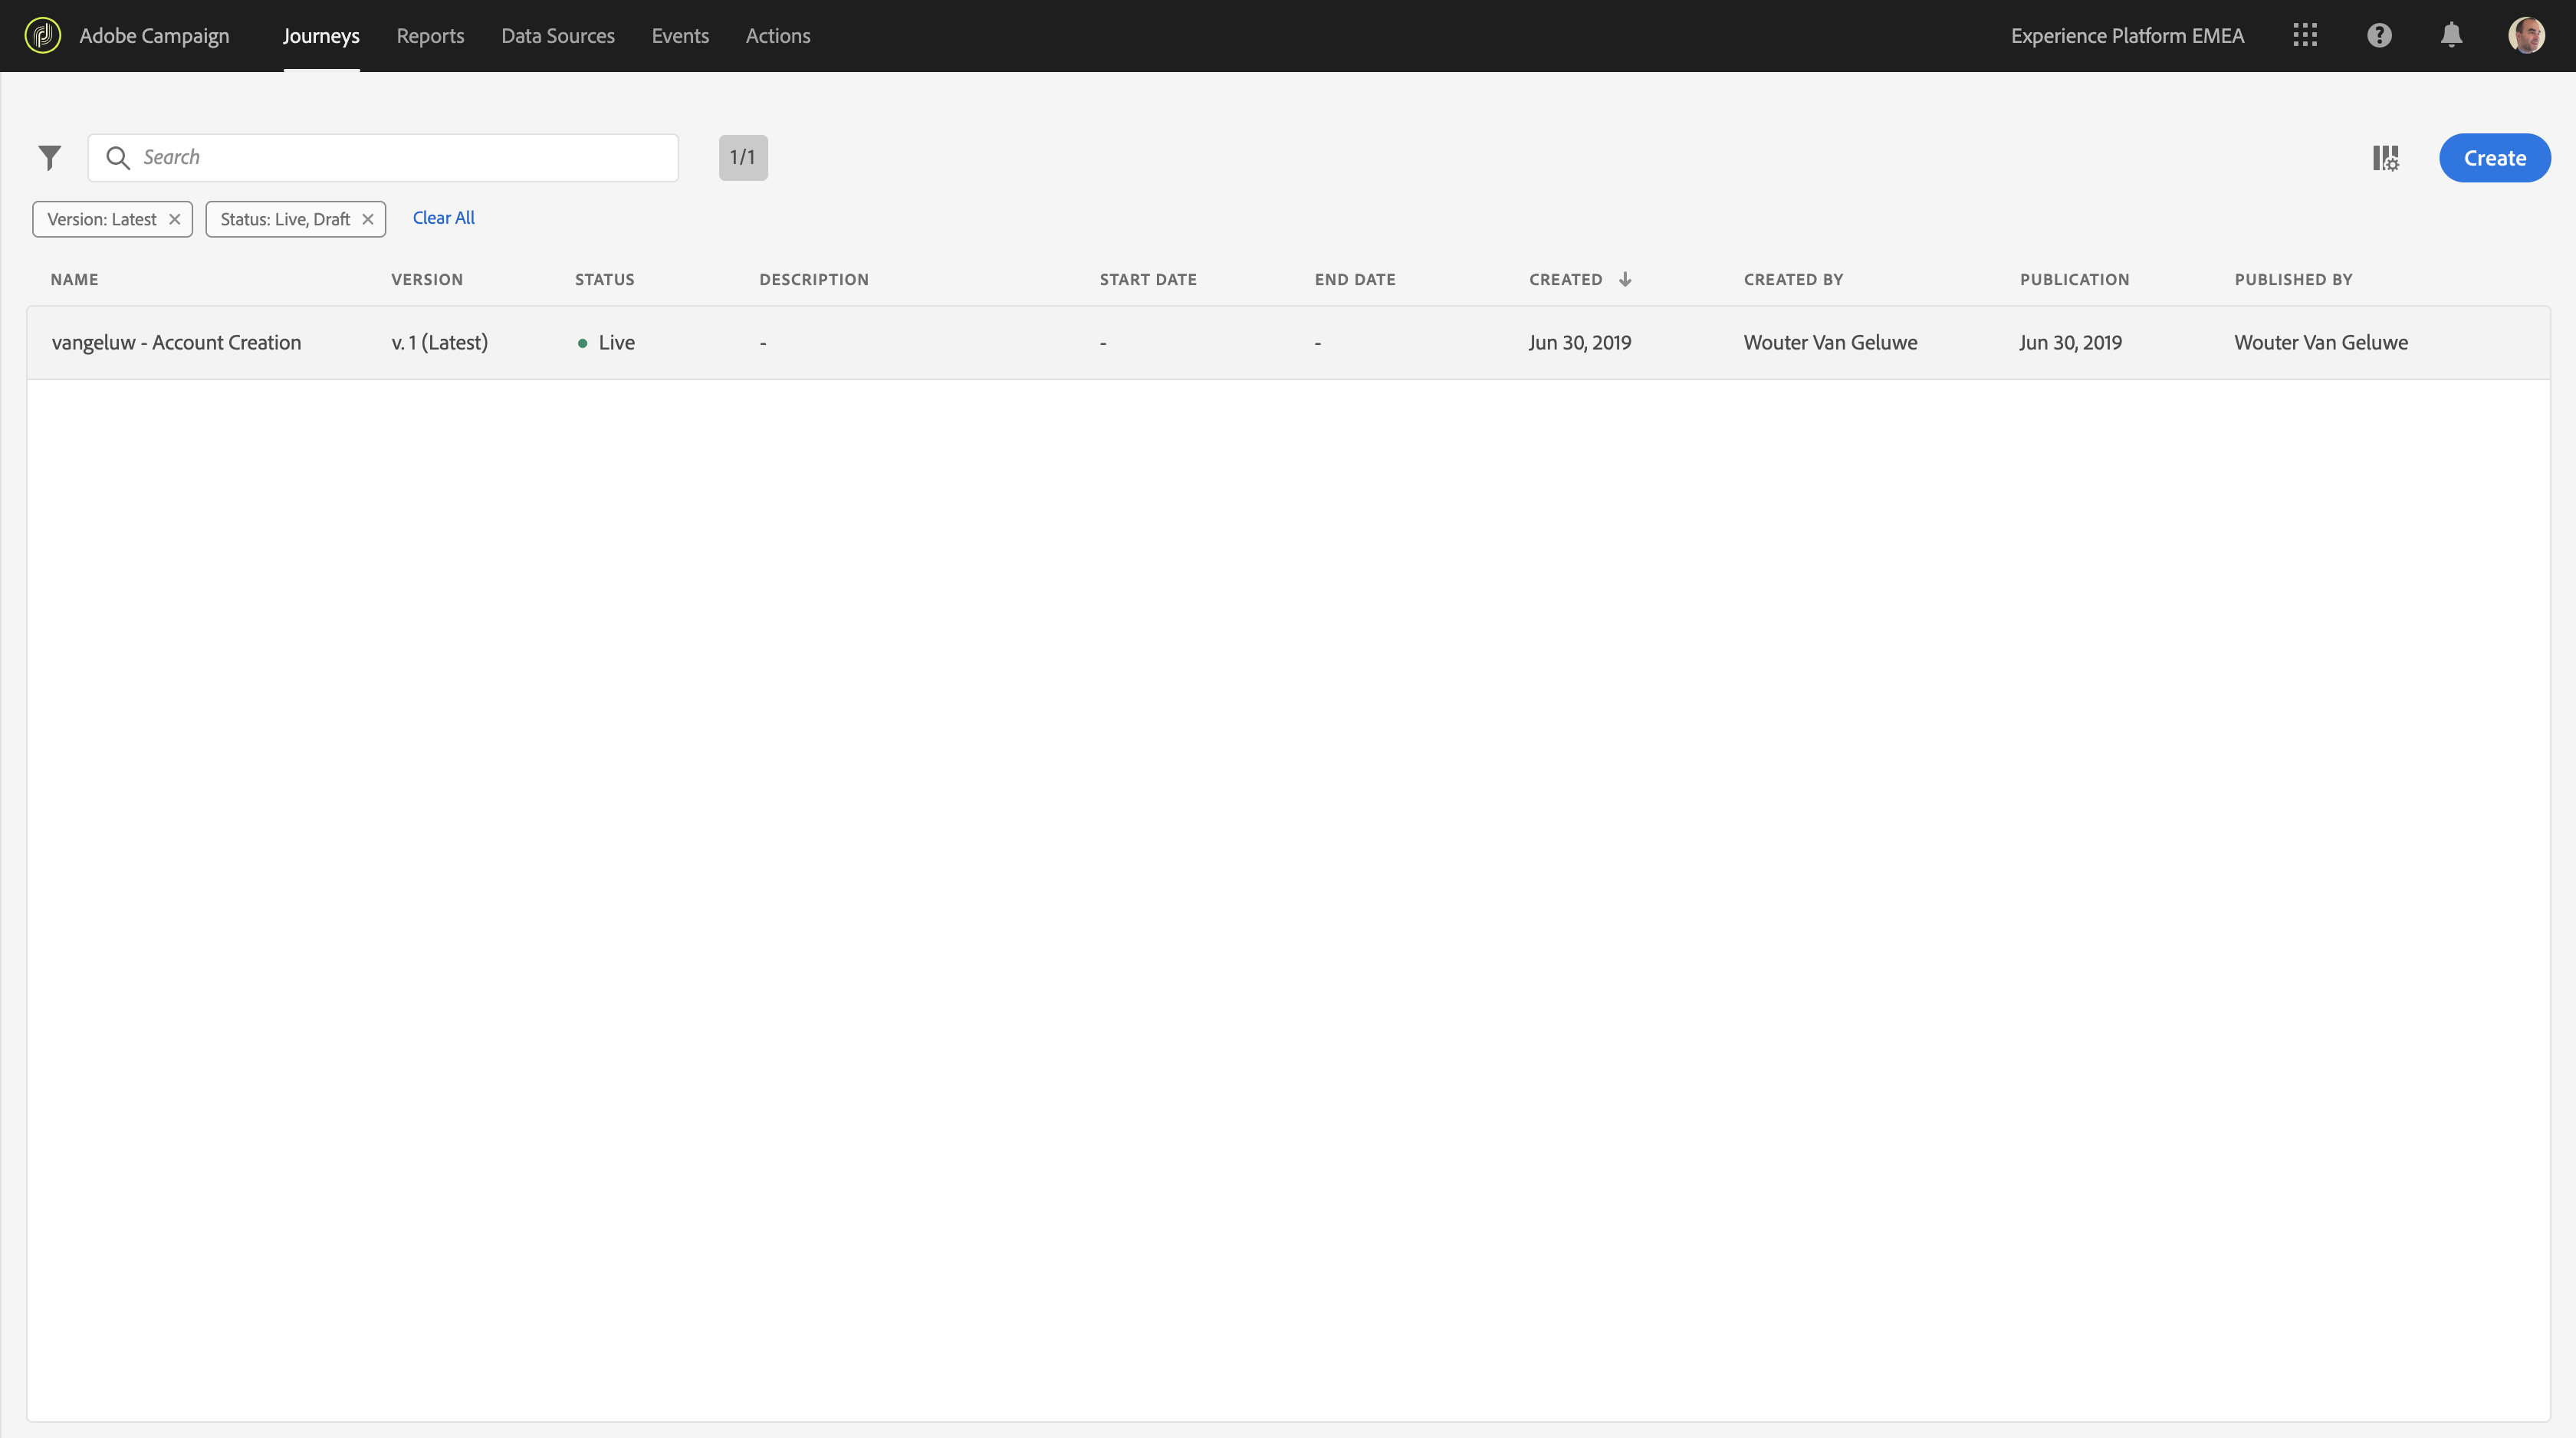 Adobe Campaign Journeys Reports Data Sources Events Actions Experience Platform EMEA
Search 1/1 Create
Version: Latest Status: Live, Draft Clear All
NAME VERSION STATUS DESCRIPTION START DATE END DATE CREATED CREATED BY PUBLICATION PUBLISHED BY
vangeluw - Account Creation v. 1 (Latest) Live - - - Jun 30, 2019 Wouter Van Geluwe Jun 30, 2019 Wouter Van Geluwe